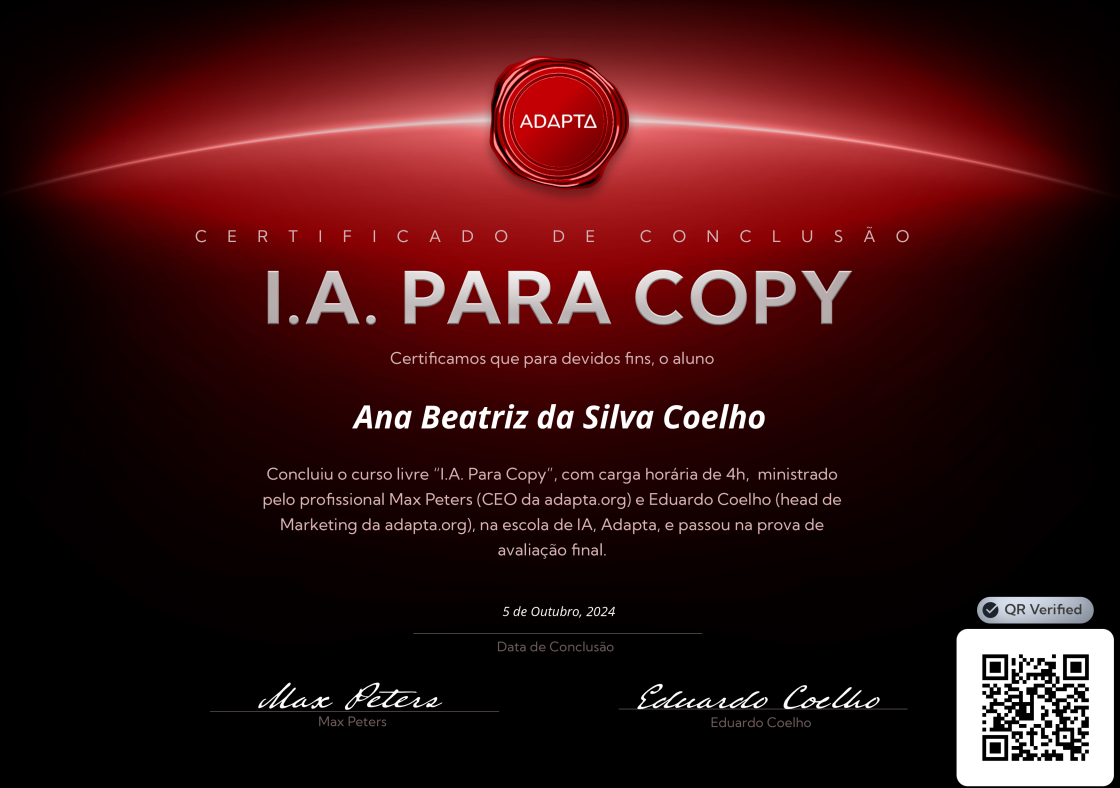 ADAPTA
CERTIFICADO DE CONCLUSÃO
I.A. PARA COPY
Certificamos que para devidos fins, o aluno
Ana Beatriz da Silva Coelho
Concluiu o curso livre "I.A. Para Copy", com carga horária de 4h, ministrado
pelo profissional Max Peters (CEO da adapta.org) e Eduardo Coelho (head de
Marketing da adapta.org), na escola de IA, Adapta, e passou na prova de
avaliação final.
5 de Outubro, 2024
Data de Conclusão
QR Verified
Max Peters
Max Peters
Eduardo Coelho
Eduardo Coelho